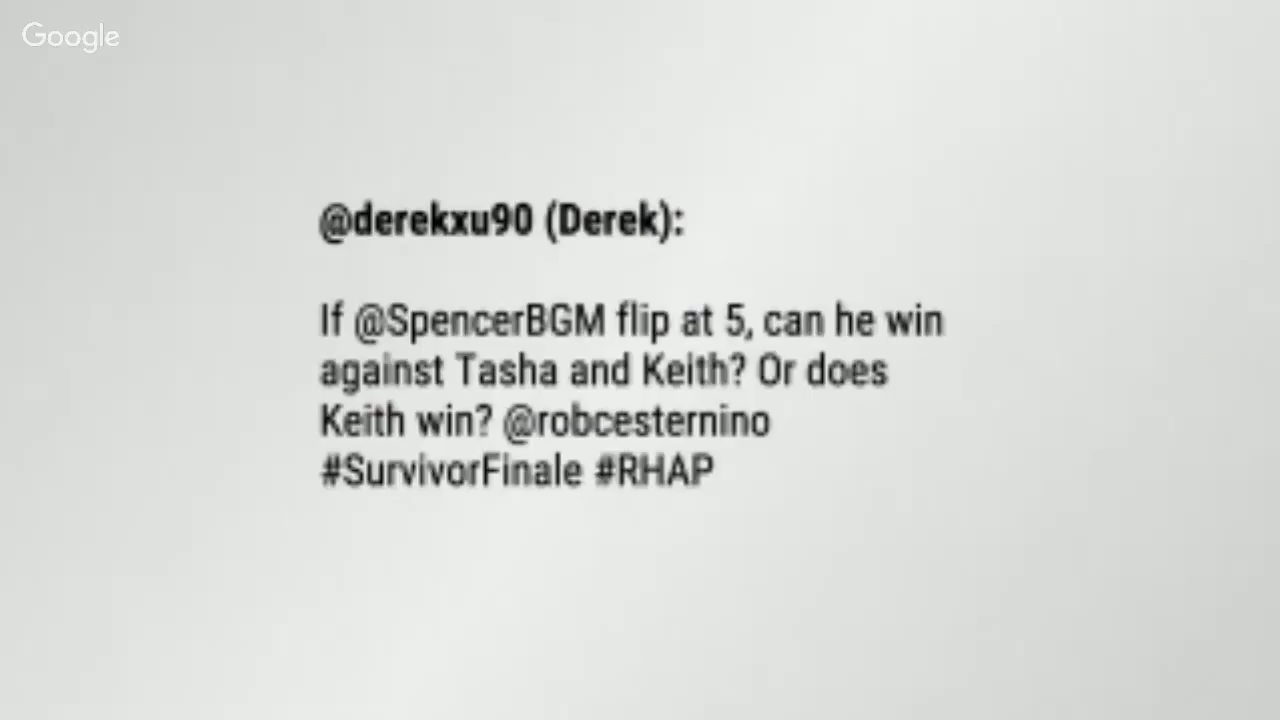 Google
@derekxu90 (Derek):
If @SpencerBGM flip at 5, can he win
against Tasha and Keith? Or does
Keith win? @robcesternino
#SurvivorFinale #RHAP